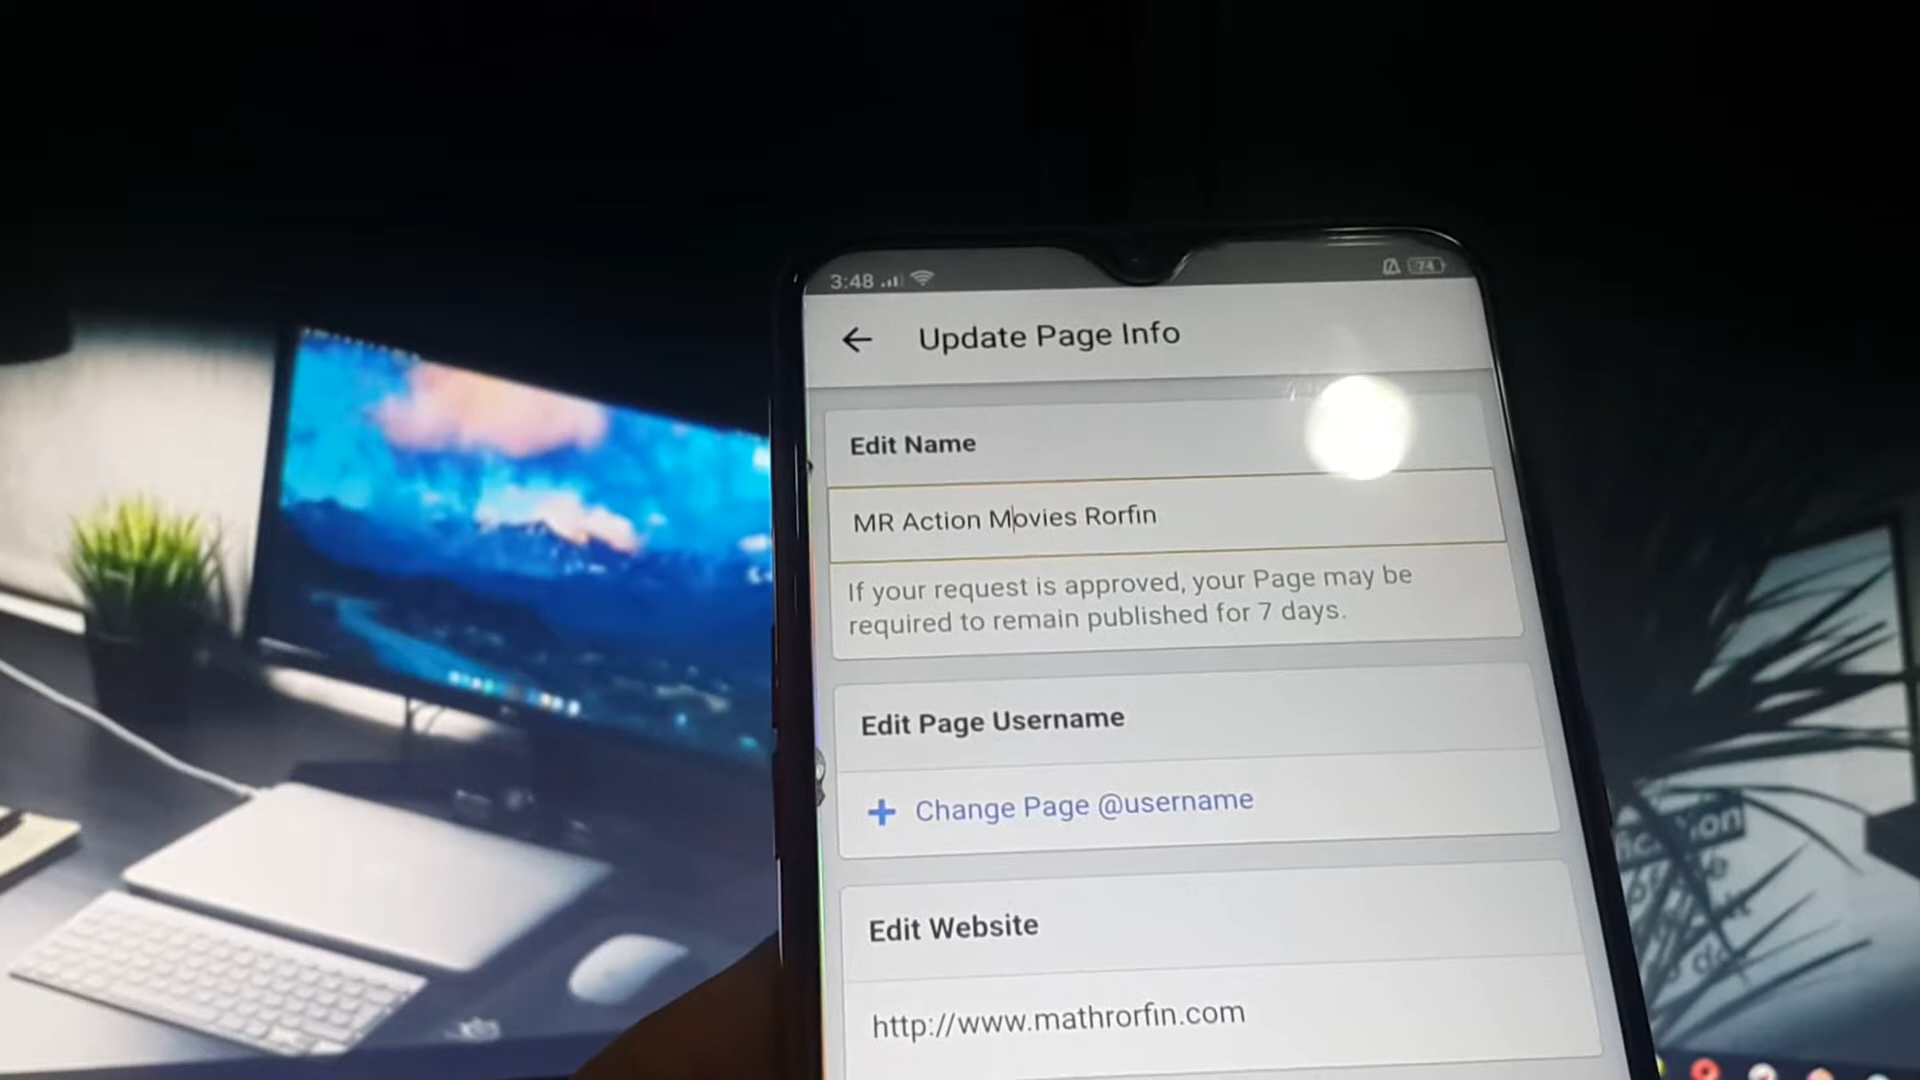 3:48
74
Update Page Info
Edit Name
MR Action Movies Rorfin
If your request is approved, your Page may be
required to remain published for 7 days.
Edit Page Username
+ Change Page @username
Edit Website
http://www.mathrorfin.com